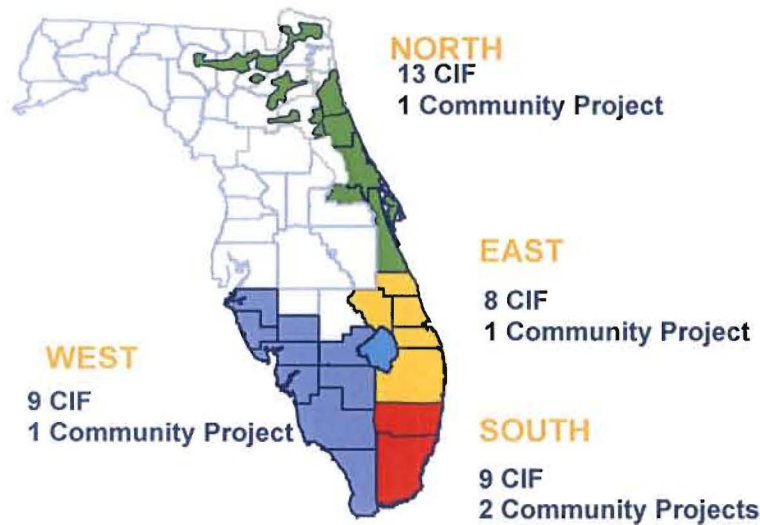 NORTH
13 CIF
1 Community Project
EAST
8 CIF
1 Community Project
WEST
9 CIF
1 Community Project
SOUTH
9 CIF
2 Community Projects